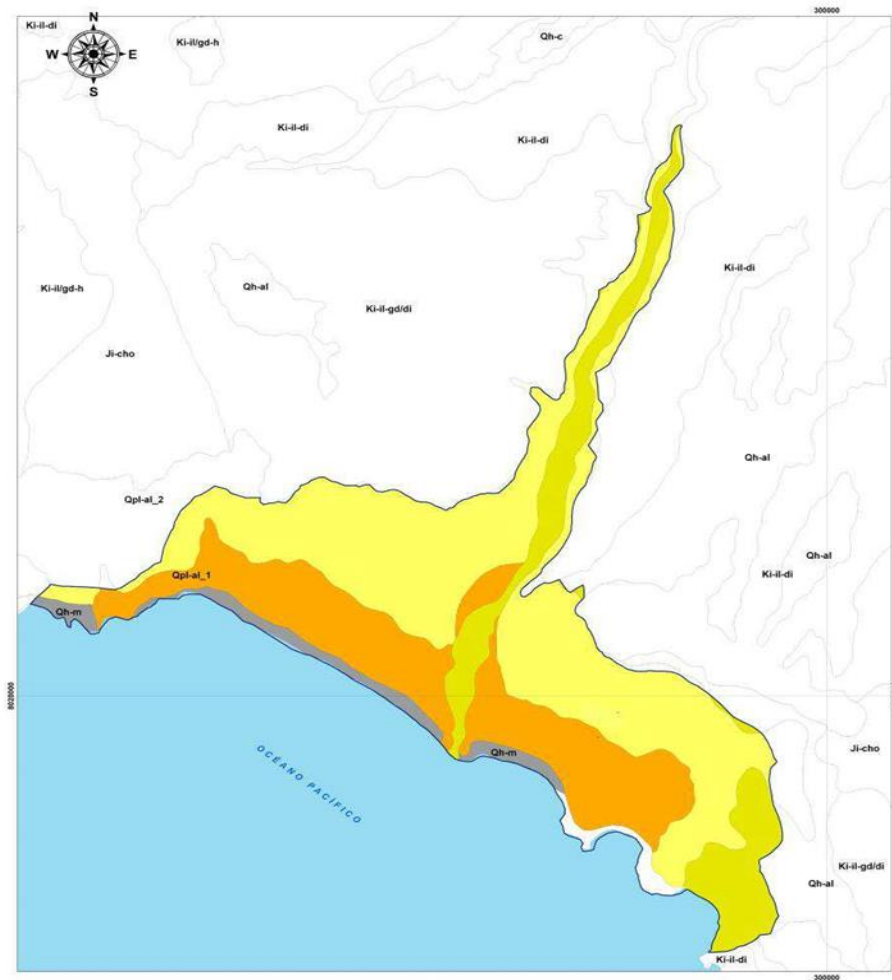 300000
Ki-il-di
N
W
E
S
Ki-il/gd-h
Qh-c
Ki-il-di
Ki-il-di
Ki-il-di
Ki-il/gd-h
Qh-al
Ki-il-gd/di
Ji-cho
Qh-al
Qpl-al_2
Qh-al
Ki-il-di
Qpl-al_1
Qh-m
8020000
Qh-m
Ji-cho
OCÉANO PACÍFICO
Ki-il-gd/di
Qh-al
Ki-il-di
300000